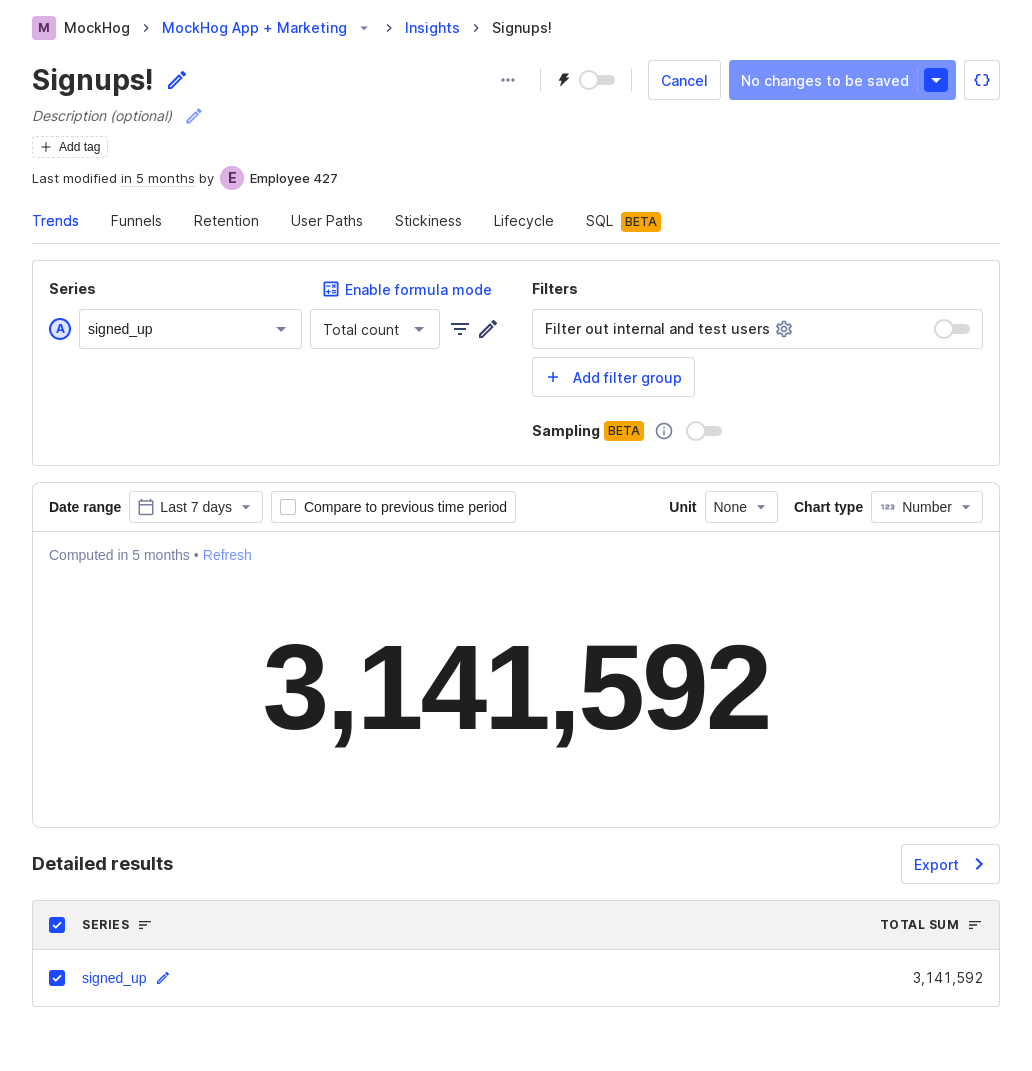 M MockHog MockHog App + Marketing Insights Signups!
Signups! Cancel No changes to be saved
Description (optional)
Add tag
Last modified in 5 months by E Employee 427
Trends Funnels Retention User Paths Stickiness Lifecycle SQL BETA
Series Enable formula mode Filters
A signed_up Total count Filter out internal and test users
Add filter group
Sampling BETA
Date range Last 7 days Compare to previous time period Unit None Chart type 123 Number
Computed in 5 months • Refresh
3,141,592
Detailed results Export
SERIES TOTAL SUM
signed_up 3,141,592